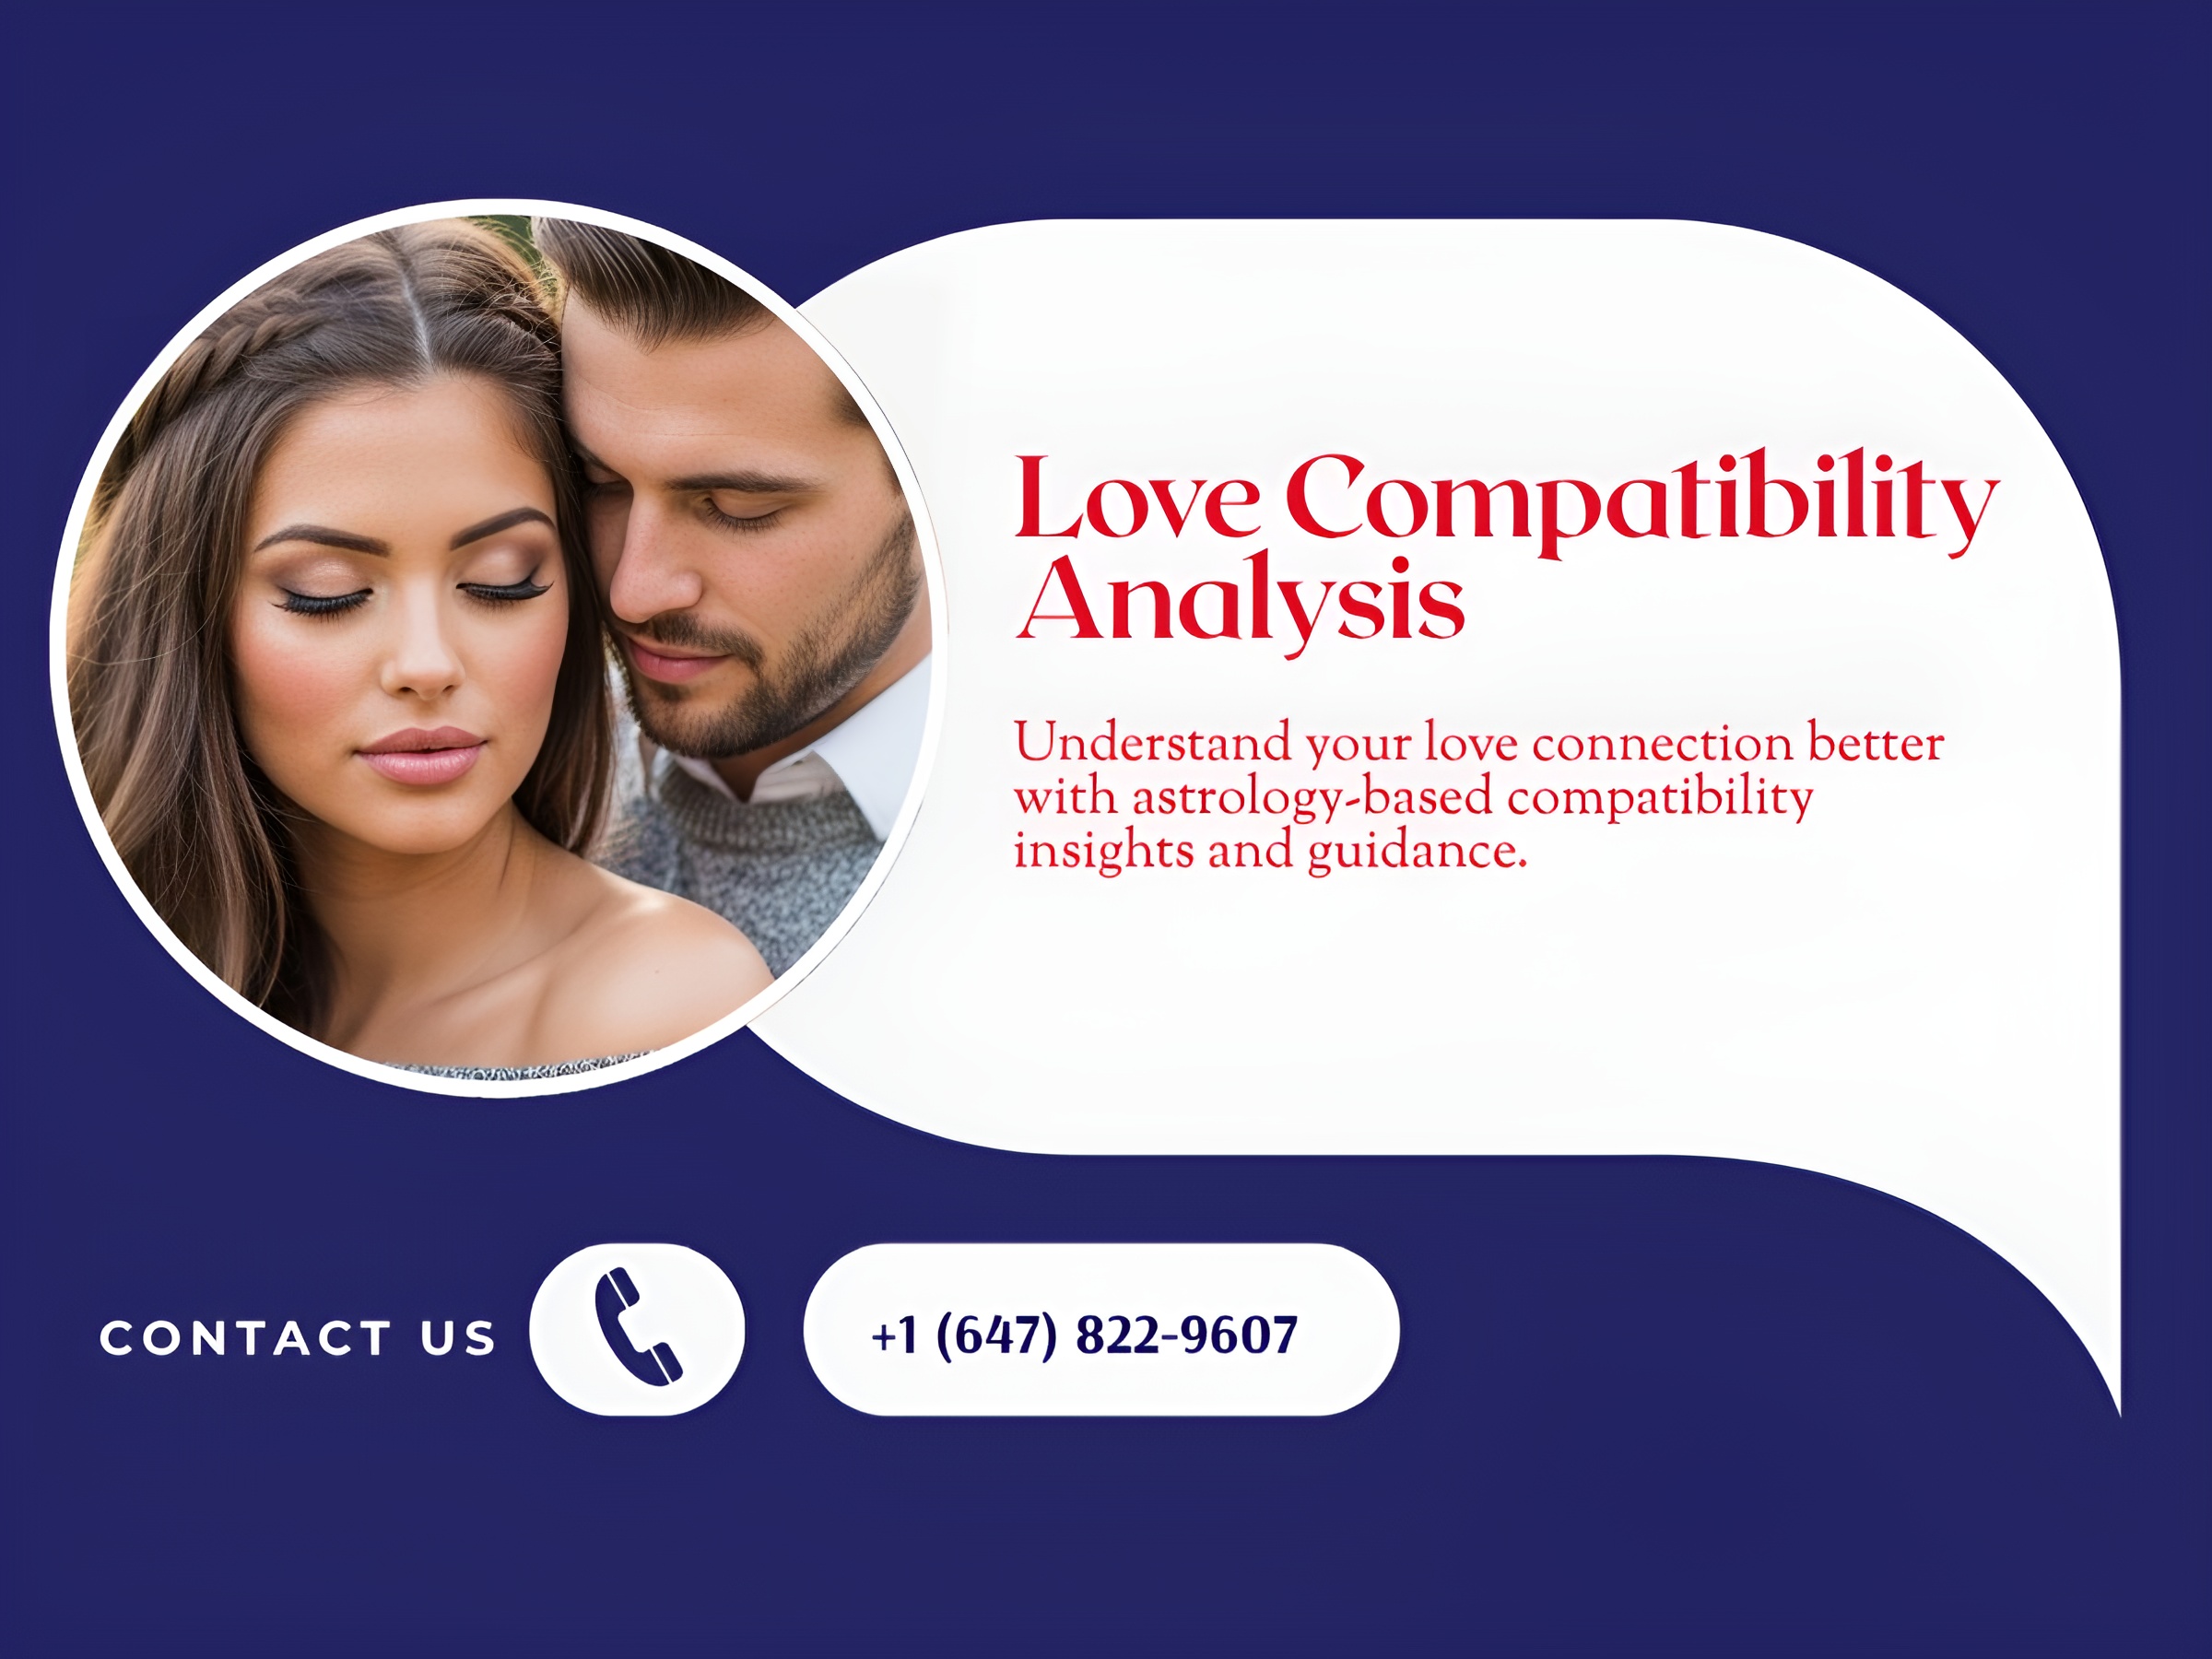 Love Compatibility
Analysis
Understand your love connection better
with astrology-based compatibility
insights and guidance.
CONTACT US
+1 (647) 822-9607